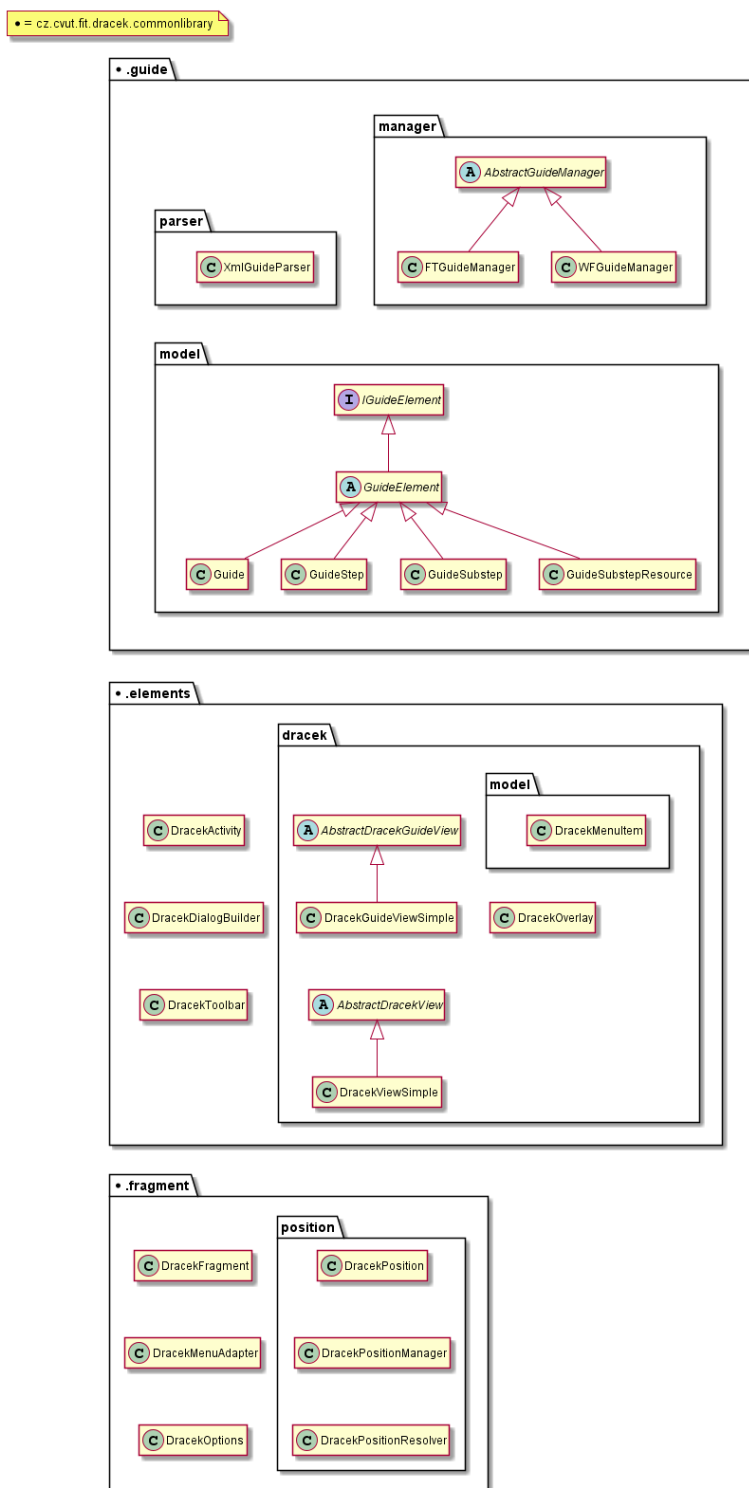 • = cz.cvut.fit.dracek.commonlibrary
• .guide
manager
A AbstractGuideManager
parser
C XmlGuideParser
C FTGuideManager
C WFGuideManager
model
I IGuideElement
A GuideElement
C Guide
C GuideStep
C GuideSubstep
C GuideSubstepResource
• .elements
dracek
model
C DracekActivity
A AbstractDracekGuideView
C DracekMenuItem
C DracekDialogBuilder
C DracekGuideViewSimple
C DracekOverlay
C DracekToolbar
A AbstractDracekView
C DracekViewSimple
• .fragment
position
C DracekFragment
C DracekPosition
C DracekMenuAdapter
C DracekPositionManager
C DracekOptions
C DracekPositionResolver